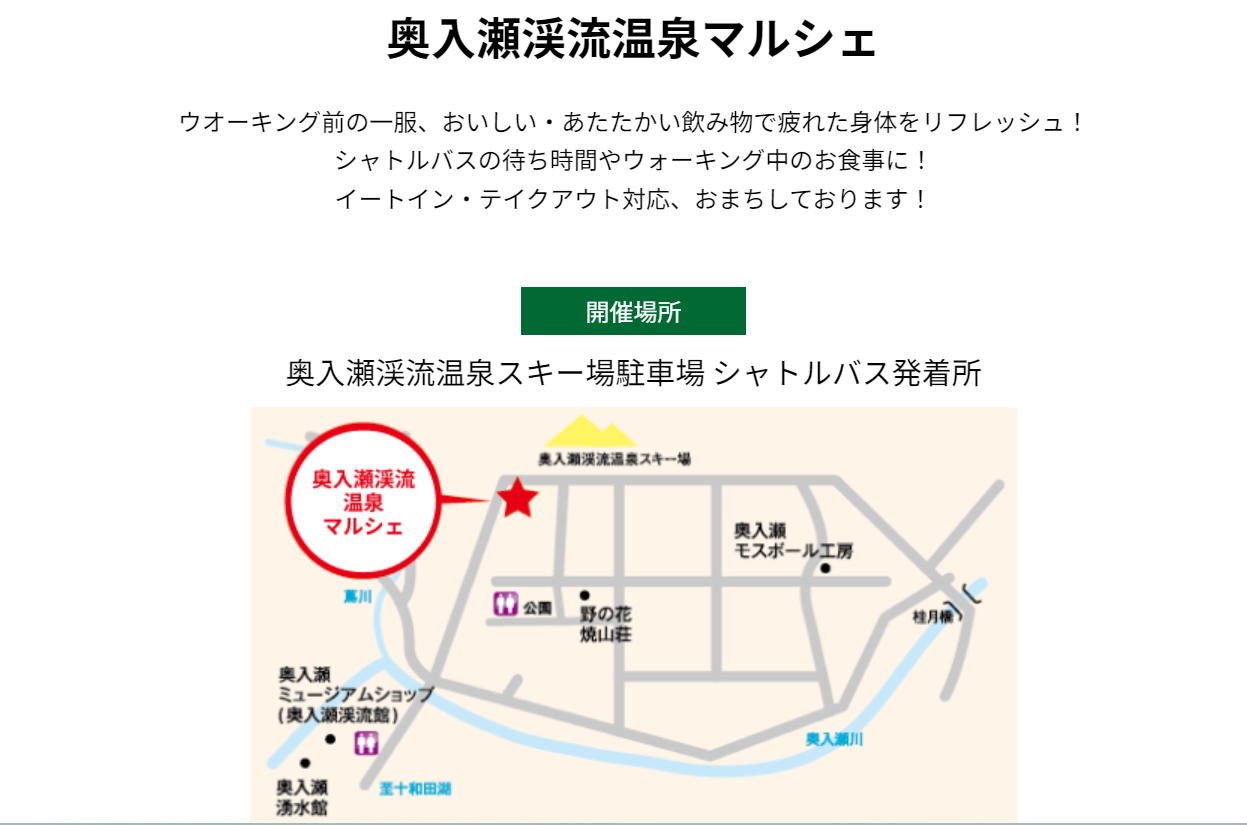 奥入瀬渓流温泉マルシェ
ウオーキング前の一服、おいしい・あたたかい飲み物で疲れた身体をリフレッシュ！
シャトルバスの待ち時間やウォーキング中のお食事に！
イートイン・テイクアウト対応、おまちしております！
開催場所
奥入瀬渓流温泉スキー場駐車場 シャトルバス発着所
奥入瀬渓流温泉スキー場
奥入瀬渓流
温泉
マルシェ
奥入瀬
モスボール工房
蔦川
公園
野の花
焼山荘
桂月橋
奥入瀬
ミュージアムショップ
(奥入瀬渓流館)
奥入瀬川
至十和田湖
奥入瀬
湧水館